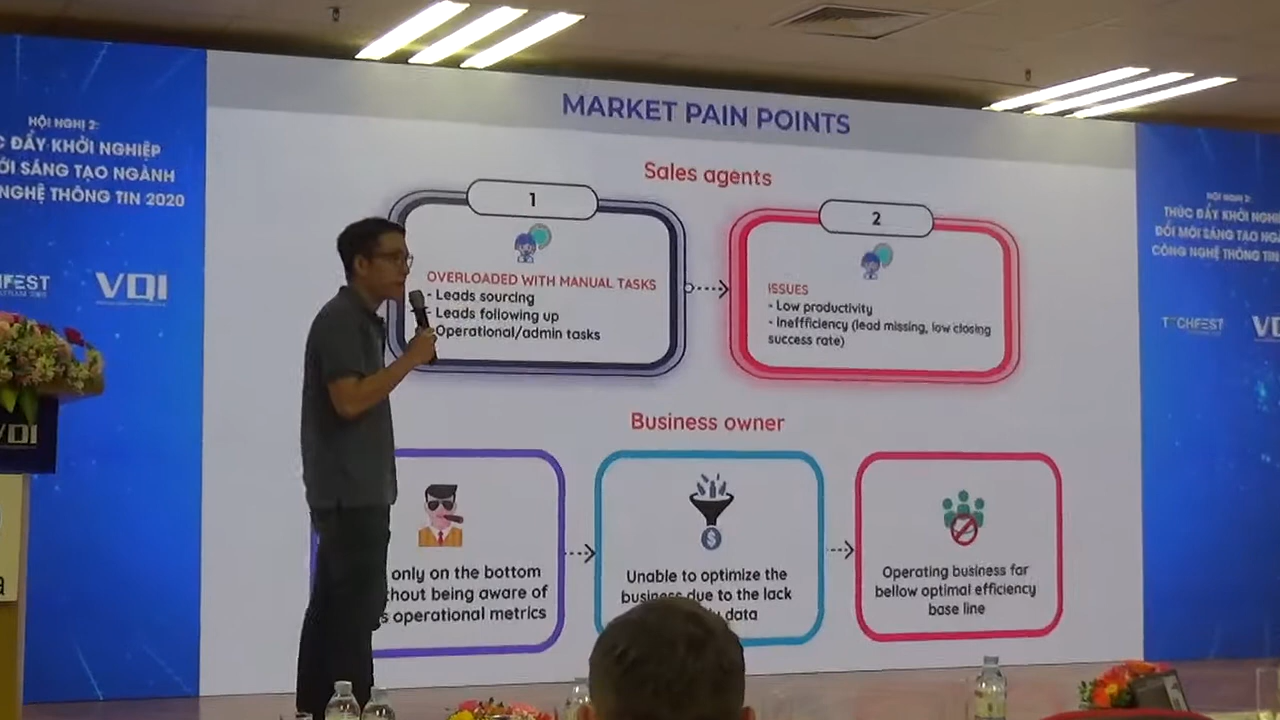 HỘI NGHỊ 2:
ĐẨY KHỞI NGHIỆP
ỚI SÁNG TẠO NGÀNH
NGHỆ THÔNG TIN 2020
FEST
VDI
VDI
MARKET PAIN POINTS
Sales agents
1
OVERLOADED WITH MANUAL TASKS
- Leads sourcing
- Leads following up
Operational/admin tasks
2
ISSUES
- Low productivity
- Inefficiency (lead missing, low closing
success rate)
Business owner
only on the bottom
thout being aware of
s operational metrics
Unable to optimize the
business due to the lack
data
Operating business far
bellow optimal efficiency
base line
HỘI NGHỊ 2:
THÚC ĐẨY KHỞI NGHI
ĐỔI MỚI SÁNG TẠO NG
CÔNG NGHỆ THÔNG TIN
TECHFEST
VD